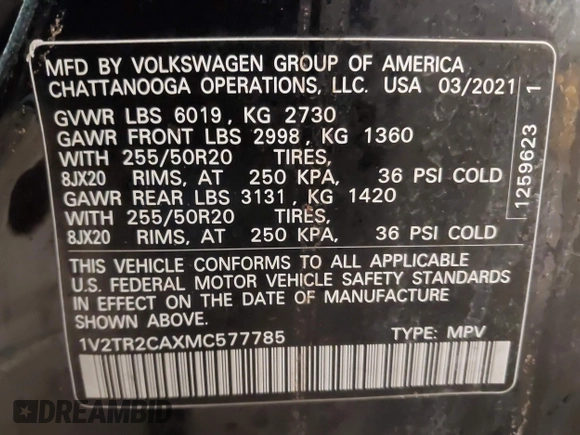 MFD BY VOLKSWAGEN GROUP OF AMERICA
CHATTANOOGA OPERATIONS, LLC. USA 03/2021
GVWR LBS 6019, KG 2730
GAWR FRONT LBS 2998, KG 1360
WITH 255/50R20 TIRES,
8JX20 RIMS, AT 250 KPA, 36 PSI COLD
GAWR REAR LBS 3131, KG 1420
WITH 255/50R20 TIRES,
8JX20 RIMS, AT 250 KPA, 36 PSI COLD
THIS VEHICLE CONFORMS TO ALL APPLICABLE
U.S. FEDERAL MOTOR VEHICLE SAFETY STANDARDS
IN EFFECT ON THE DATE OF MANUFACTURE
SHOWN ABOVE.
1V2TR2CAXMC577785 TYPE: MPV
1259623 1
DREAMBID